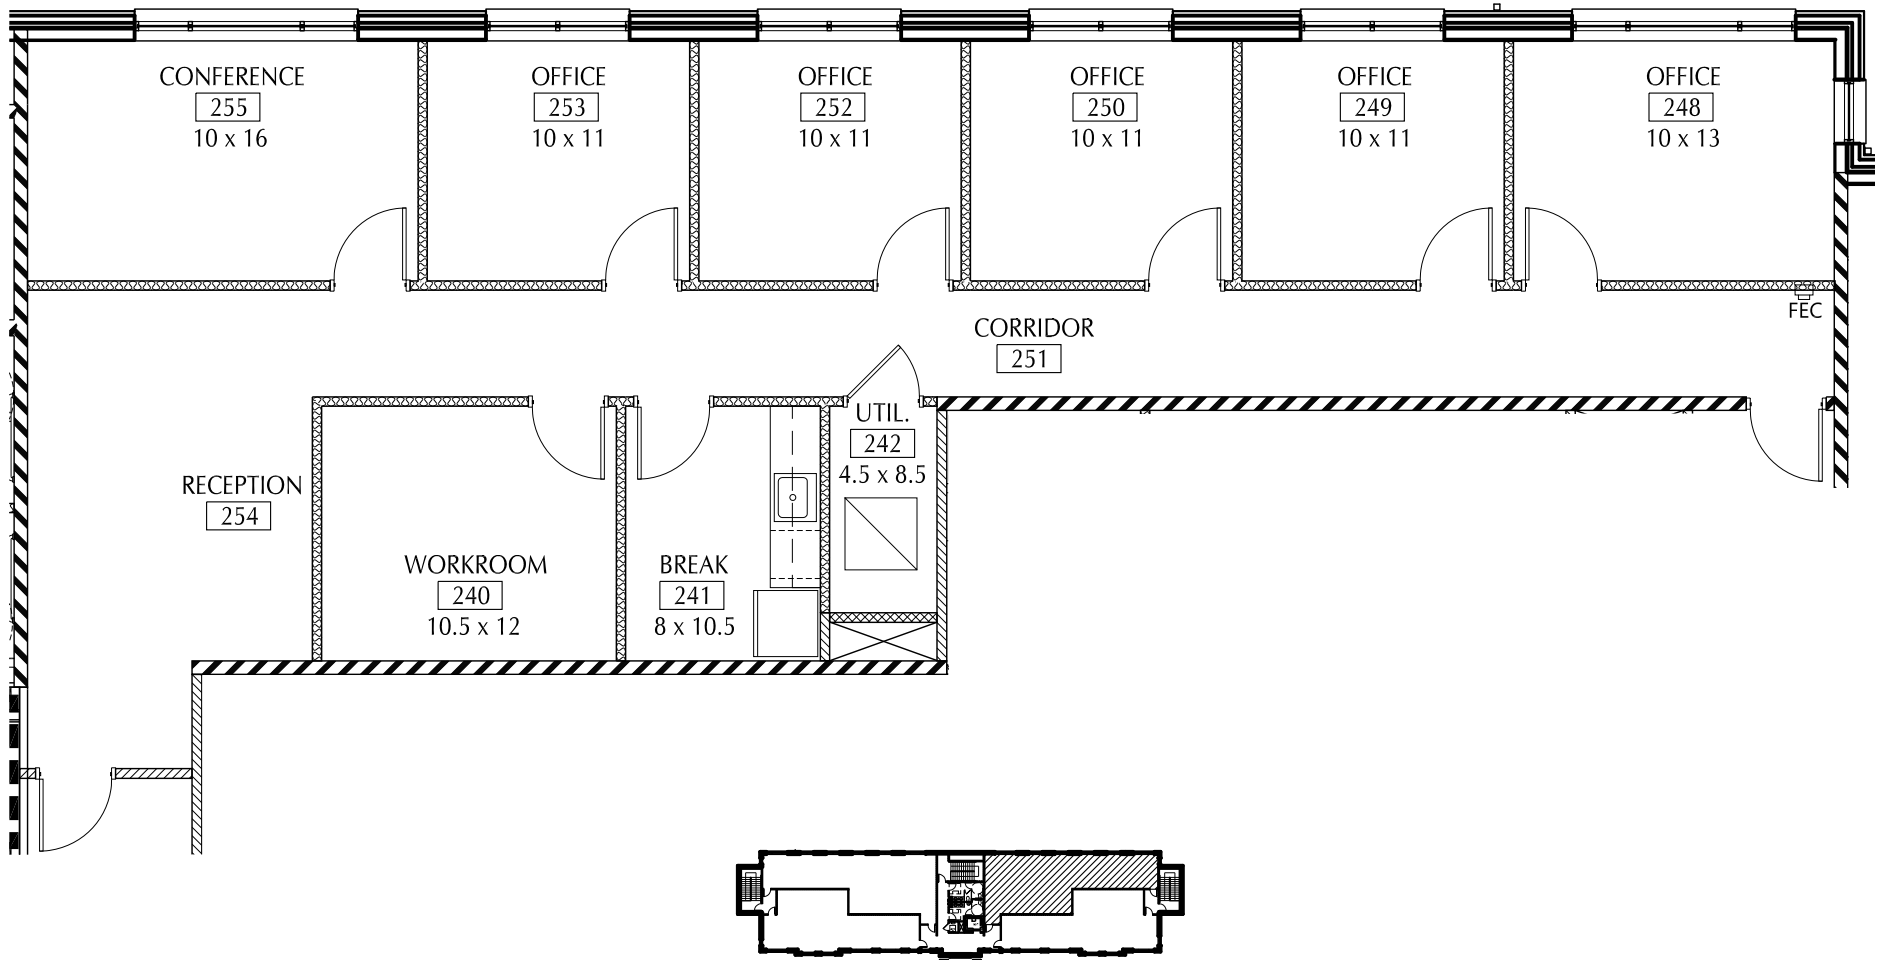 CONFERENCE
255
10 x 16
OFFICE
253
10 x 11
OFFICE
252
10 x 11
OFFICE
250
10 x 11
OFFICE
249
10 x 11
OFFICE
248
10 x 13
FEC
CORRIDOR
251
UTIL.
242
4.5 x 8.5
RECEPTION
254
WORKROOM
240
10.5 x 12
BREAK
241
8 x 10.5